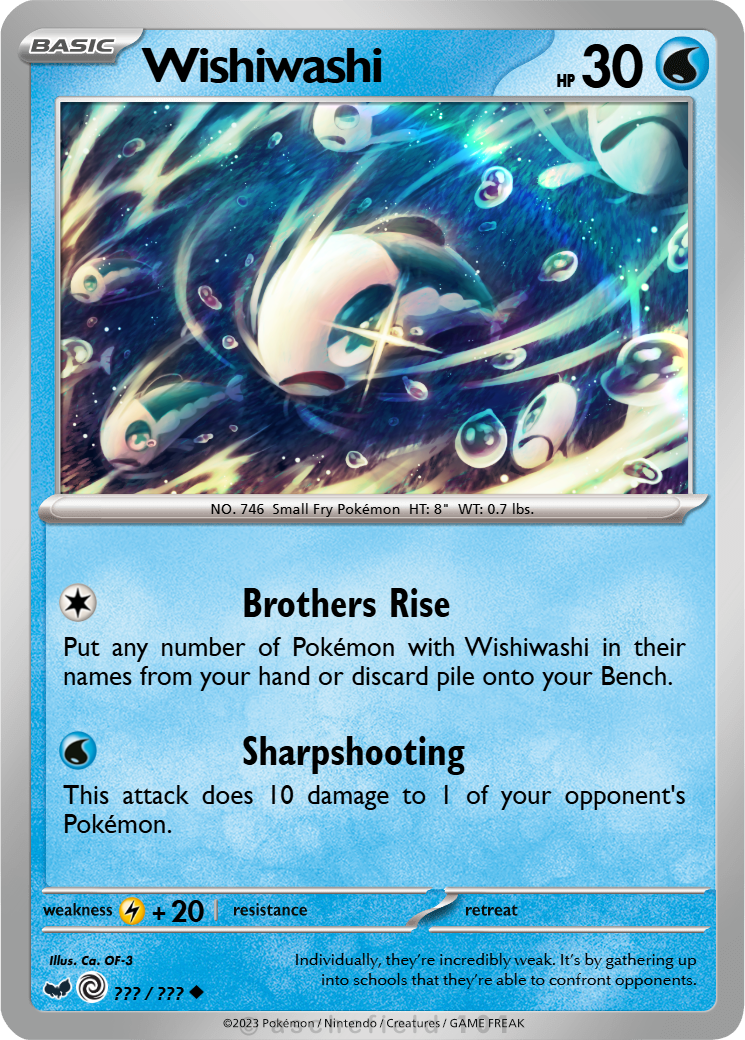 BASIC
Wishiwashi
HP 30
NO. 746 Small Fry Pokémon HT: 8" WT: 0.7 lbs.
Brothers Rise
Put any number of Pokémon with Wishiwashi in their
names from your hand or discard pile onto your Bench.
Sharpshooting
This attack does 10 damage to 1 of your opponent's
Pokémon.
weakness + 20 resistance retreat
Illus. Ca. OF-3
Individually, they're incredibly weak. It's by gathering up
into schools that they're able to confront opponents.
??? / ???
©2023 Pokémon / Nintendo / Creatures / GAME FREAK